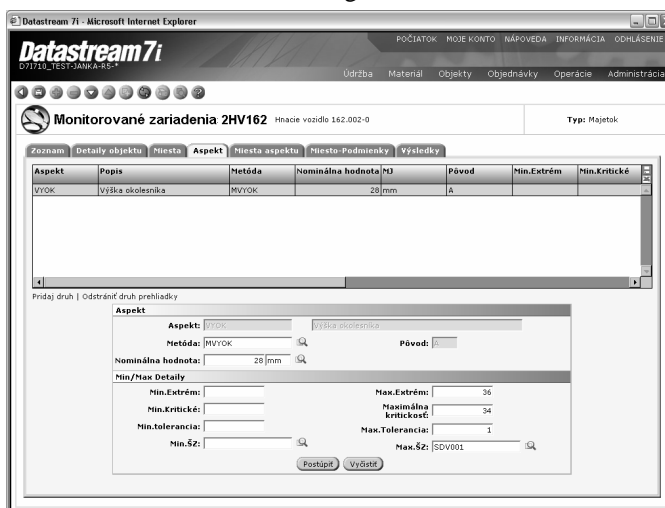 Datastream 7i - Microsoft Internet Explorer
POČIATOK MOJE KONTO NÁPOVEDA INFORMÁCIA ODHLÁSENIE
Datastream 7i
D7I710_TEST-JANKA-R5-*
Údržba Materiál Objekty Objednávky Operácie Administrácia
Monitorované zariadenia: 2HV162 Hnacie vozidlo 162.002-0 Typ: Majetok
Zoznam Detaily objektu Miesta Aspekt Miesta aspektu Miesto-Podmienky Výsledky
Aspekt Popis Metóda Nominálna hodnota MJ Pôvod Min.Extrém Min.Kritické
VYOK Výška okolesníka MVYOK 28 mm A
Pridaj druh | Odstrániť druh prehliadky
Aspekt
Aspekt: VYOK Výška okolesníka
Metóda: MVYOK Pôvod: A
Nominálna hodnota: 28 mm
Min/Max Detaily
Min.Extrém: Max.Extrém: 36
Min.Kritické: Maximálna kritickosť: 34
Min.tolerancia: Max.Tolerancia: 1
Min.ŠZ: Max.ŠZ: SDV001
Postúpiť Vyčistiť